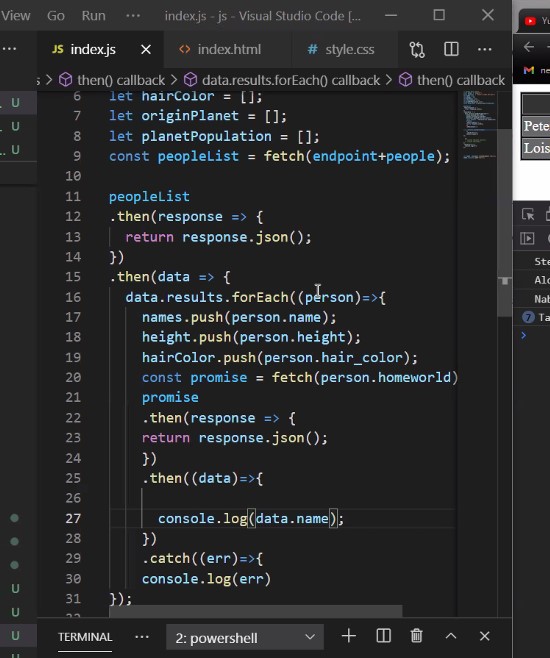 View Go Run ··· index.js - js - Visual Studio Code [...
··· JS index.js × <> index.html # style.css ···
s > then() callback > data.results.forEach() callback > then() callback
6 let hairColor = [];
7 let originPlanet = [];
8 let planetPopulation = [];
9 const peopleList = fetch(endpoint+people);
10
11 peopleList
12 .then(response => {
13 return response.json();
14 })
15 .then(data => {
16 data.results.forEach((person)=>{
17 names.push(person.name);
18 height.push(person.height);
19 hairColor.push(person.hair_color);
20 const promise = fetch(person.homeworld)
21 promise
22 .then(response => {
23 return response.json();
24 })
25 .then((data)=>{
26
27 console.log(data.name);
28 })
29 .catch((err)=>{
30 console.log(err)
31 });
TERMINAL ··· 2: powershell
U
U
U
U
U
U
U
Yu
ne
Pete
Lois
Ste
Ald
Nab
7 Ta